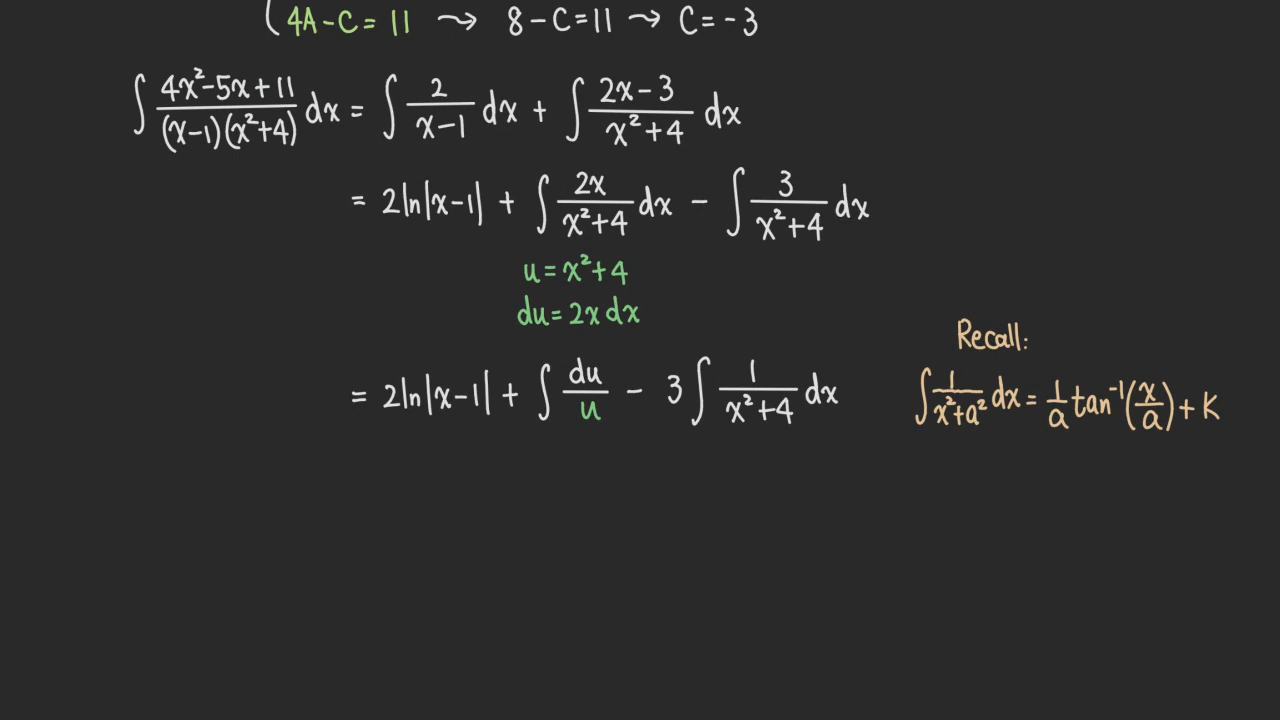 4A-C = 11 ⤳ 8-C=11 ⤳ C=-3
∫ (4x²-5x+11)/((x-1)(x²+4)) dx = ∫ 2/(x-1) dx + ∫ (2x-3)/(x²+4) dx
= 2ln|x-1| + ∫ 2x/(x²+4) dx - ∫ 3/(x²+4) dx
u = x²+4
du = 2x dx
Recall:
= 2ln|x-1| + ∫ du/u - 3 ∫ 1/(x²+4) dx
∫ 1/(x²+a²) dx = 1/a tan⁻¹(x/a) + K